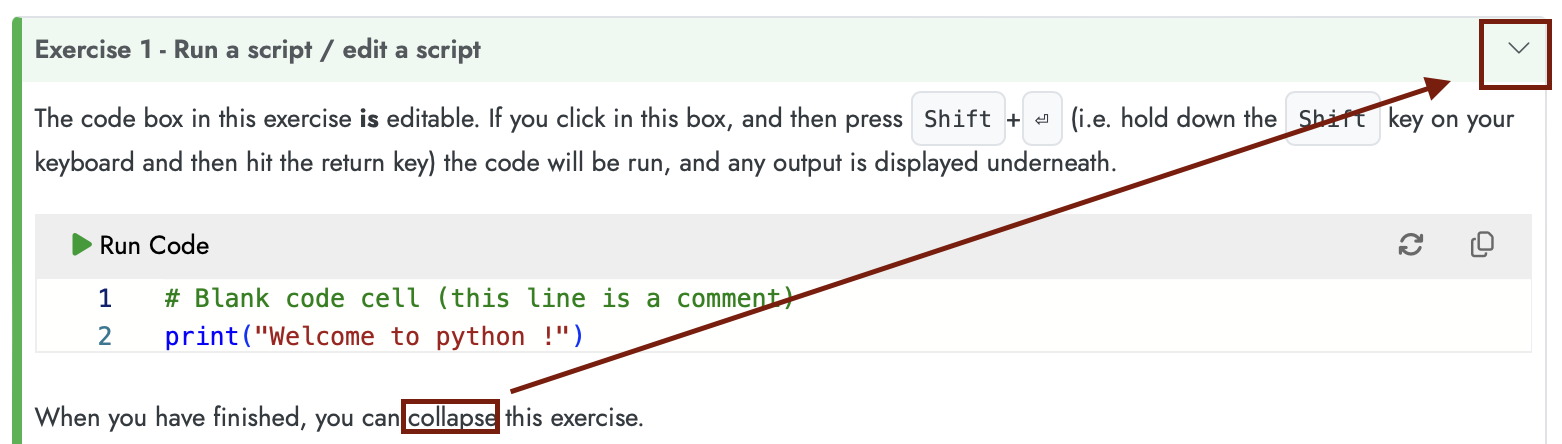 Exercise 1 - Run a script / edit a script
The code box in this exercise is editable. If you click in this box, and then press Shift+⏎ (i.e. hold down the Shift key on your
keyboard and then hit the return key) the code will be run, and any output is displayed underneath.
Run Code
1 # Blank code cell (this line is a comment)
2 print("Welcome to python !")
When you have finished, you can collapse this exercise.